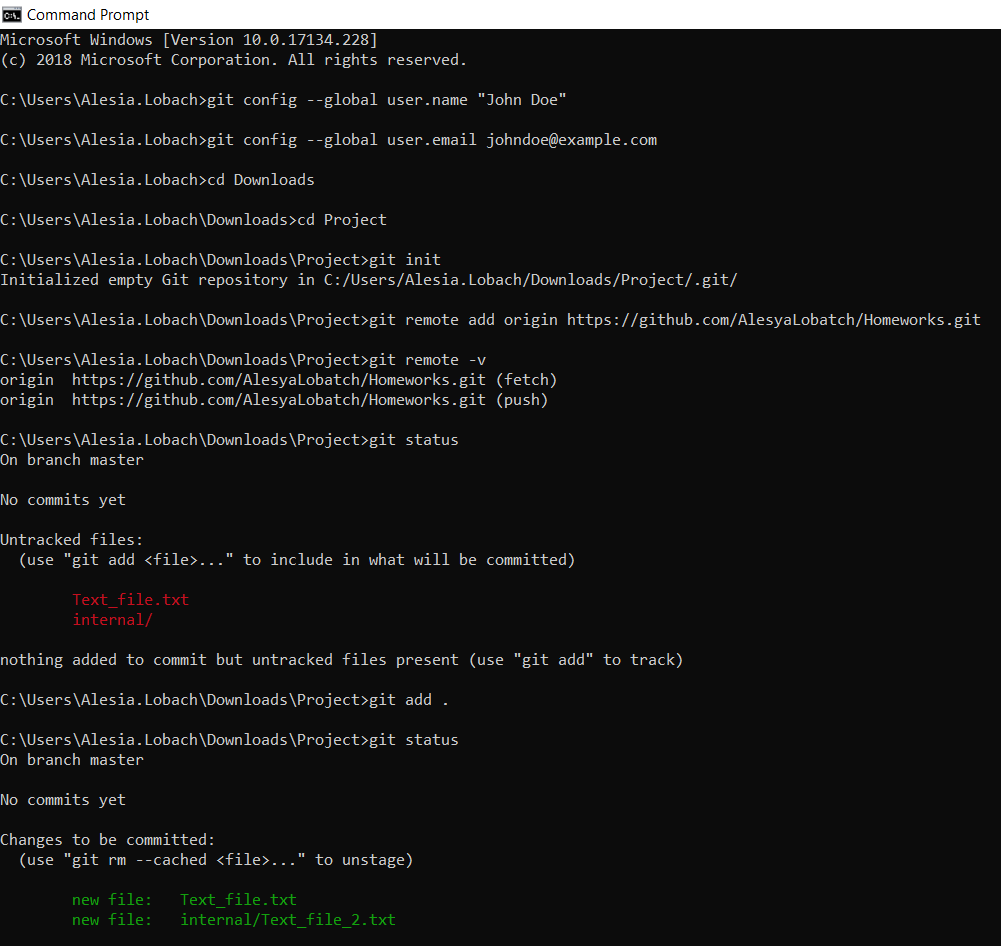 Command Prompt
Microsoft Windows [Version 10.0.17134.228]
(c) 2018 Microsoft Corporation. All rights reserved.
C:\Users\Alesia.Lobach>git config --global user.name "John Doe"
C:\Users\Alesia.Lobach>git config --global user.email johndoe@example.com
C:\Users\Alesia.Lobach>cd Downloads
C:\Users\Alesia.Lobach\Downloads>cd Project
C:\Users\Alesia.Lobach\Downloads\Project>git init
Initialized empty Git repository in C:/Users/Alesia.Lobach/Downloads/Project/.git/
C:\Users\Alesia.Lobach\Downloads\Project>git remote add origin https://github.com/AlesyaLobatch/Homeworks.git
C:\Users\Alesia.Lobach\Downloads\Project>git remote -v
origin  https://github.com/AlesyaLobatch/Homeworks.git (fetch)
origin  https://github.com/AlesyaLobatch/Homeworks.git (push)
C:\Users\Alesia.Lobach\Downloads\Project>git status
On branch master
No commits yet
Untracked files:
  (use "git add <file>..." to include in what will be committed)
        Text_file.txt
        internal/
nothing added to commit but untracked files present (use "git add" to track)
C:\Users\Alesia.Lobach\Downloads\Project>git add .
C:\Users\Alesia.Lobach\Downloads\Project>git status
On branch master
No commits yet
Changes to be committed:
  (use "git rm --cached <file>..." to unstage)
        new file:   Text_file.txt
        new file:   internal/Text_file_2.txt